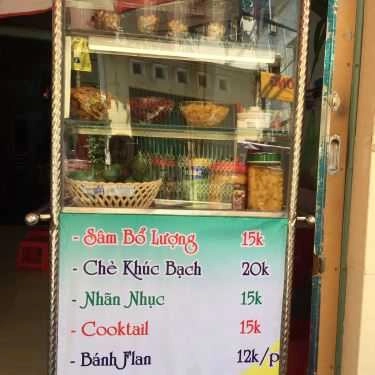 - Sâm Bổ Lượng 15k
- Chè Khúc Bạch 20k
- Nhãn Nhục 15k
- Cooktail 15k
- Bánh Flan 12k/p